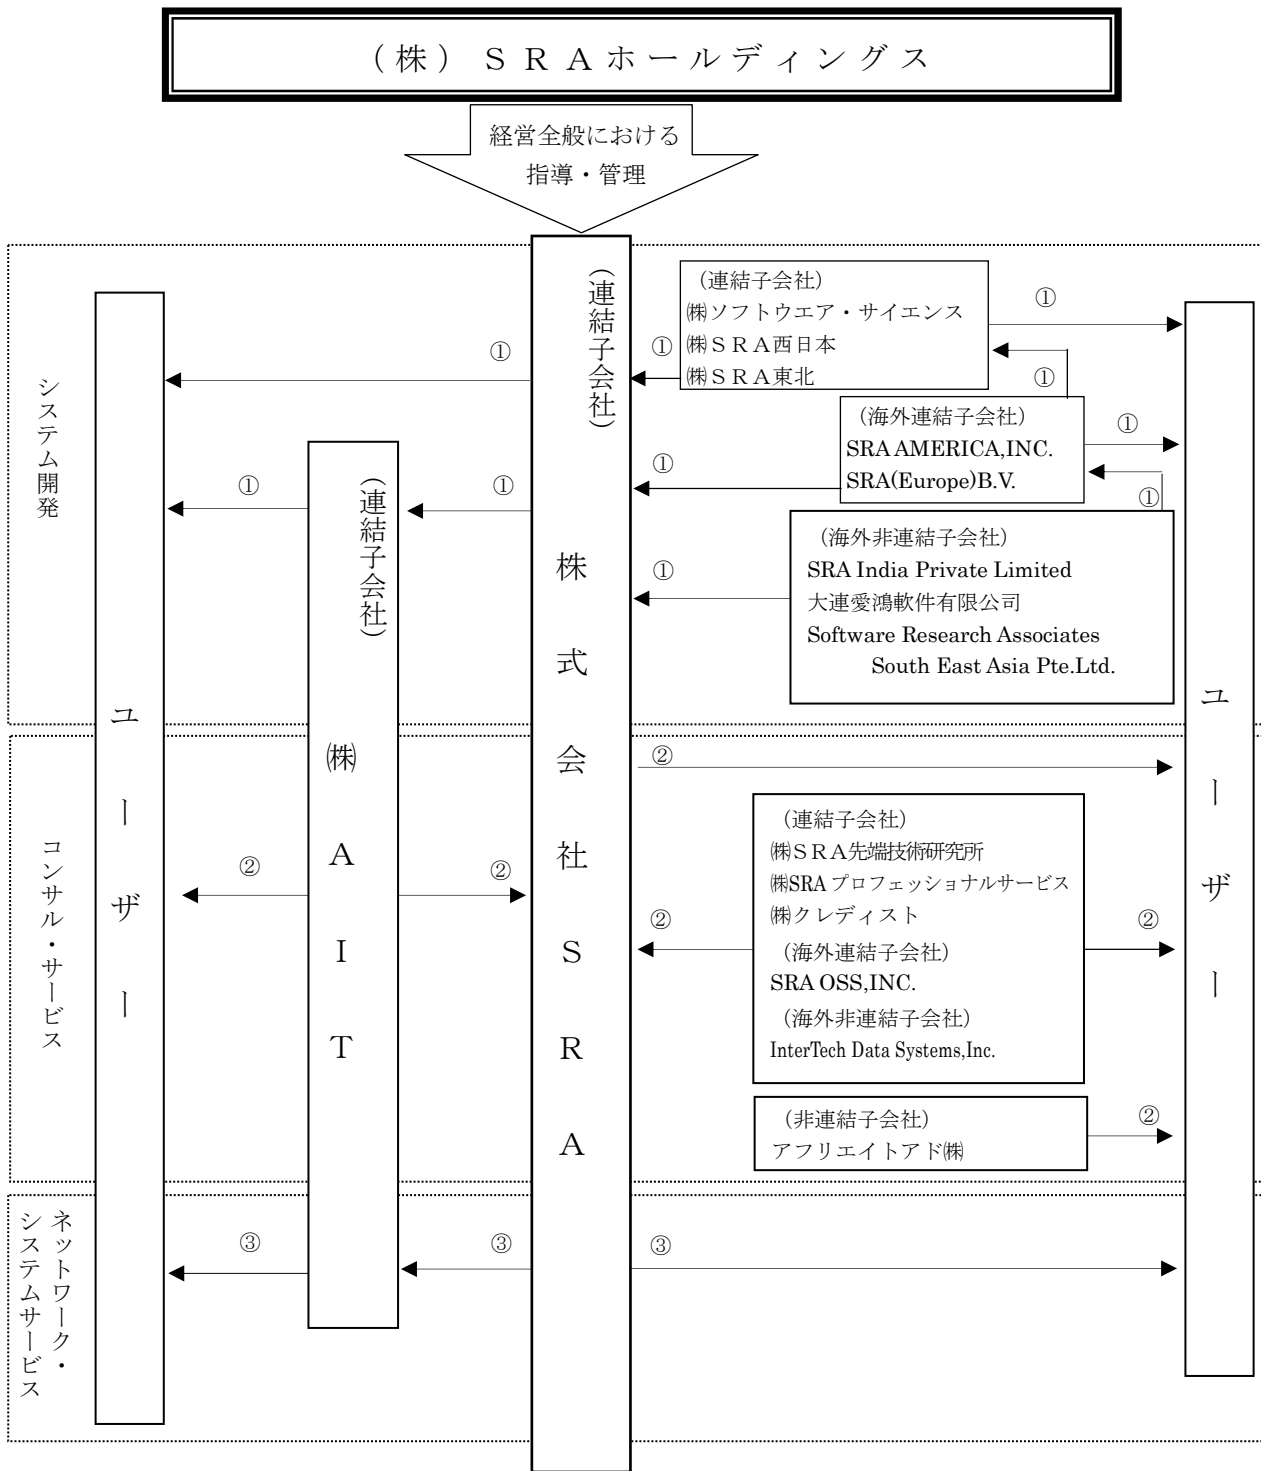 （株）ＳＲＡホールディングス
経営全般における
指導・管理
システム開発
コンサル・サービス
ネットワーク・
システムサービス
ユーザー
（連結子会社）
㈱ＡＩＴ
（連結子会社）
株式会社ＳＲＡ
（連結子会社）
㈱ソフトウエア・サイエンス
㈱ＳＲＡ西日本
㈱ＳＲＡ東北
（海外連結子会社）
SRA AMERICA,INC.
SRA(Europe)B.V.
（海外非連結子会社）
SRA India Private Limited
大連愛鴻軟件有限公司
Software Research Associates
South East Asia Pte.Ltd.
（連結子会社）
㈱ＳＲＡ先端技術研究所
㈱SRAプロフェッショナルサービス
㈱クレディスト
（海外連結子会社）
SRA OSS,INC.
（海外非連結子会社）
InterTech Data Systems,Inc.
（非連結子会社）
アフリエイトアド㈱
ユーザー
①
①
①
①
①
①
①
①
①
①
②
②
②
②
②
②
③
③
③